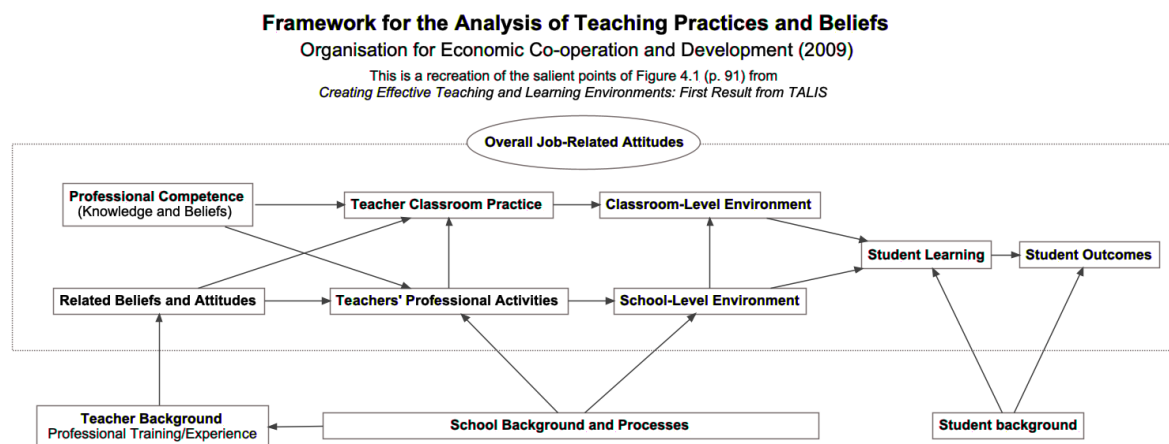 Framework for the Analysis of Teaching Practices and Beliefs
Organisation for Economic Co-operation and Development (2009)
This is a recreation of the salient points of Figure 4.1 (p. 91) from
Creating Effective Teaching and Learning Environments: First Result from TALIS
Overall Job-Related Attitudes
Professional Competence
(Knowledge and Beliefs)
Teacher Classroom Practice
Classroom-Level Environment
Student Learning
Student Outcomes
Related Beliefs and Attitudes
Teachers' Professional Activities
School-Level Environment
Teacher Background
Professional Training/Experience
School Background and Processes
Student background